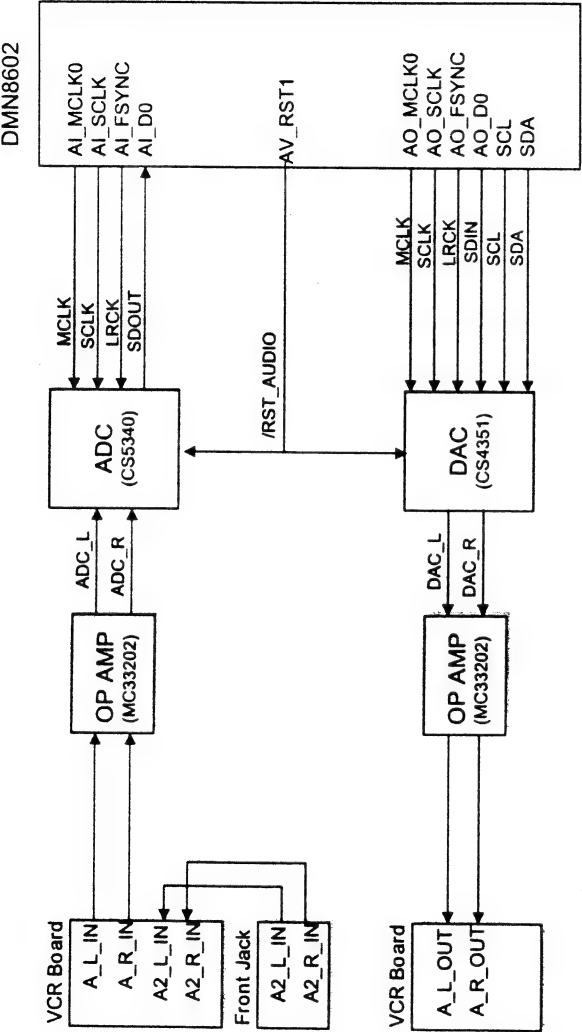 DMN8602
AI_MCLK0
AI_SCLK
AI_FSYNC
AI_D0
AV_RST1
AO_MCLK0
AO_SCLK
AO_FSYNC
AO_D0
SCL
SDA
MCLK
SCLK
LRCK
SDOUT
/RST_AUDIO
MCLK
SCLK
LRCK
SDIN
SCL
SDA
ADC
(CS5340)
DAC
(CS4351)
ADC_L
ADC_R
DAC_L
DAC_R
OP AMP
(MC33202)
OP AMP
(MC33202)
VCR Board
A_L_IN
A_R_IN
A2_L_IN
A2_R_IN
Front Jack
A2_L_IN
A2_R_IN
VCR Board
A_L_OUT
A_R_OUT